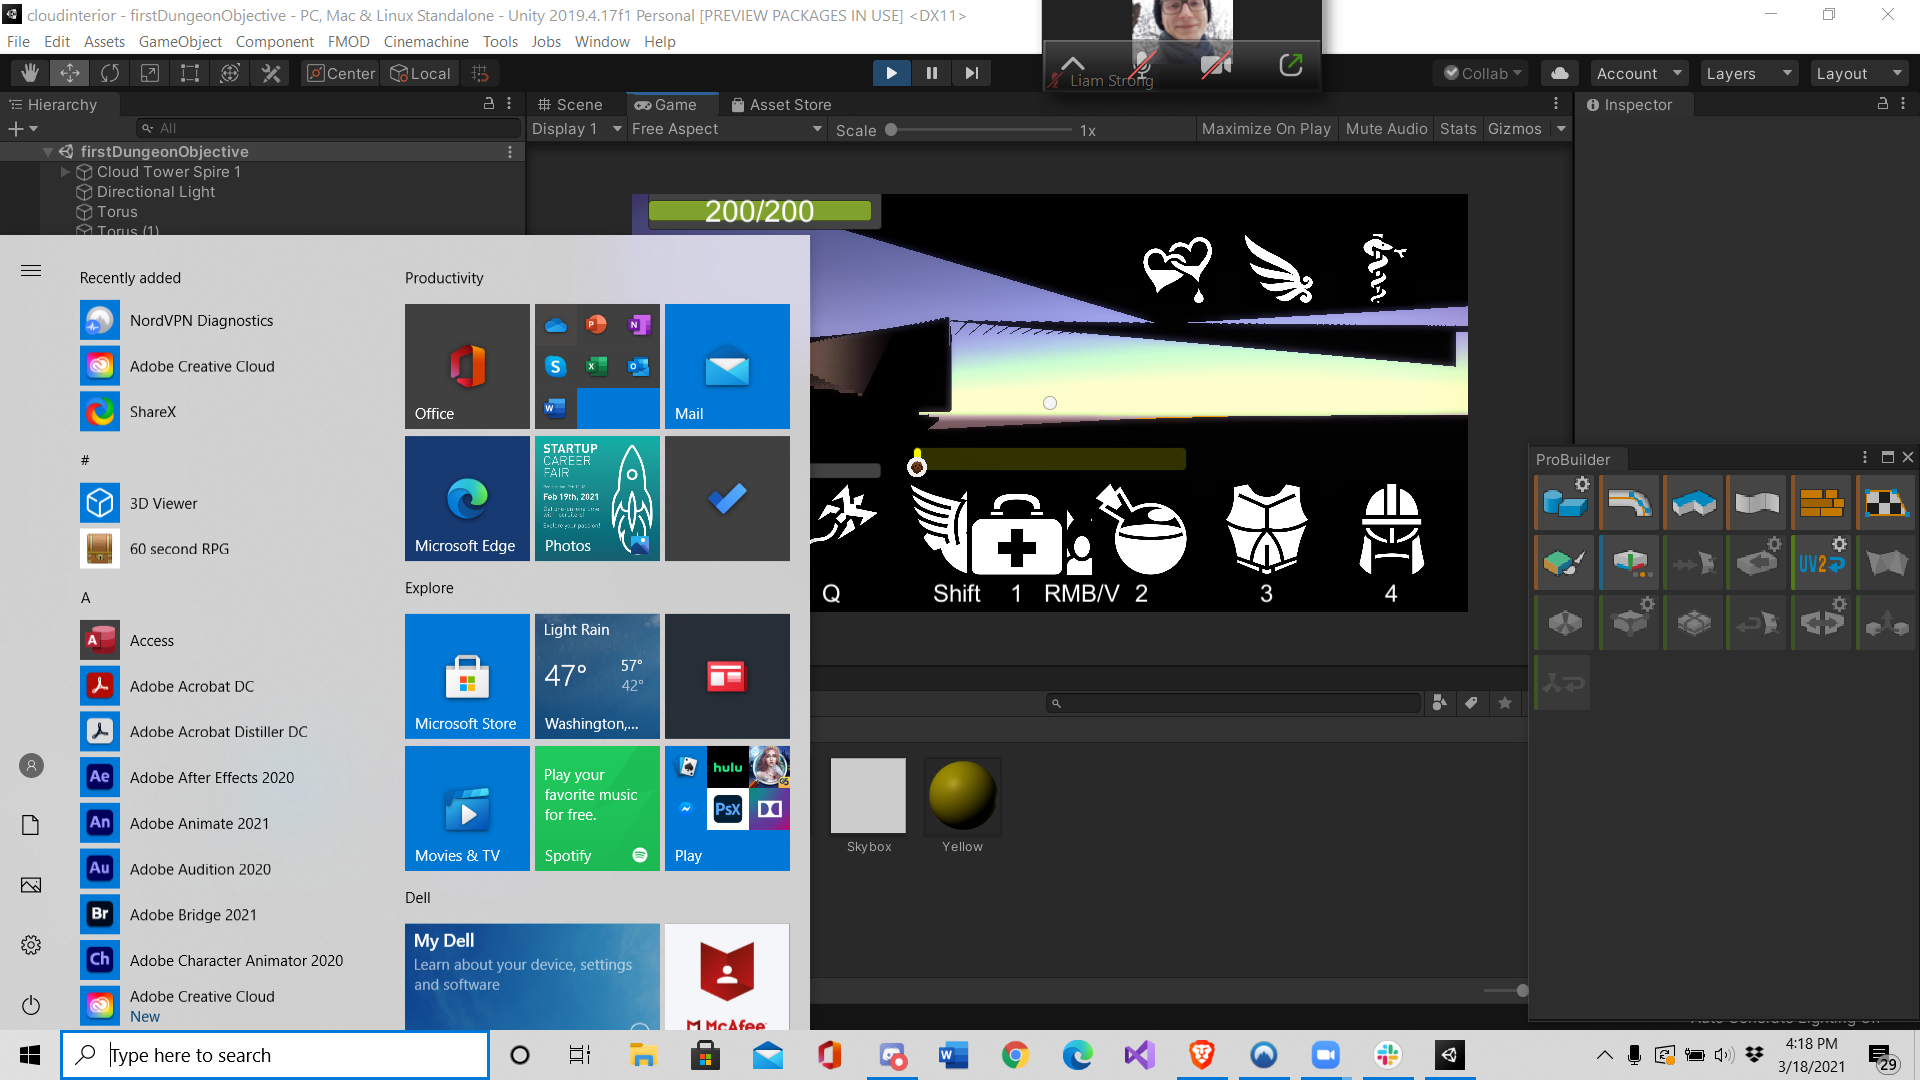 cloudinterior - firstDungeonObjective - PC, Mac & Linux Standalone - Unity 2019.4.17f1 Personal [PREVIEW PACKAGES IN USE] <DX11>
File Edit Assets GameObject Component FMOD Cinemachine Tools Jobs Window Help
Liam Strong
Center Local Collab Account Layers Layout
Hierarchy Scene Game Asset Store Inspector
All Display 1 Free Aspect Scale 1x Maximize On Play Mute Audio Stats Gizmos
firstDungeonObjective
Cloud Tower Spire 1
Directional Light
Torus
Torus (1)
200/200
Q Shift 1 RMB/V 2 3 4
ProBuilder
UV2
Skybox Yellow
Recently added
NordVPN Diagnostics
Adobe Creative Cloud
ShareX
#
3D Viewer
60 second RPG
A
Access
Adobe Acrobat DC
Adobe Acrobat Distiller DC
Adobe After Effects 2020
Adobe Animate 2021
Adobe Audition 2020
Adobe Bridge 2021
Adobe Character Animator 2020
Adobe Creative Cloud
New
Productivity
Office
Mail
Microsoft Edge
STARTUP
CAREER
FAIR
Feb 19th, 2021
Photos
Explore
Microsoft Store
Light Rain
47° 57°
42°
Washington,...
Movies & TV
Play your
favorite music
for free.
Spotify
hulu
PsX
Play
Dell
My Dell
Learn about your device, settings
and software
McAfee
Type here to search
4:18 PM
3/18/2021
29